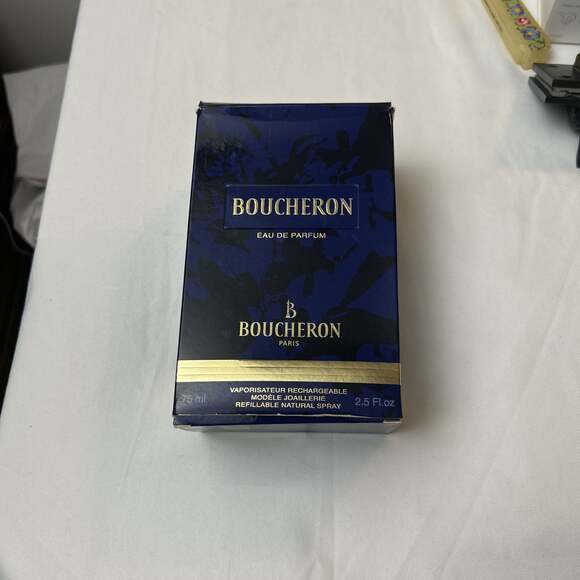 BOUCHERON
EAU DE PARFUM
B
BOUCHERON
PARIS
VAPORISATEUR RECHARGEABLE
75 ml MODÈLE JOAILLERIE 2.5 Fl.oz
REFILLABLE NATURAL SPRAY